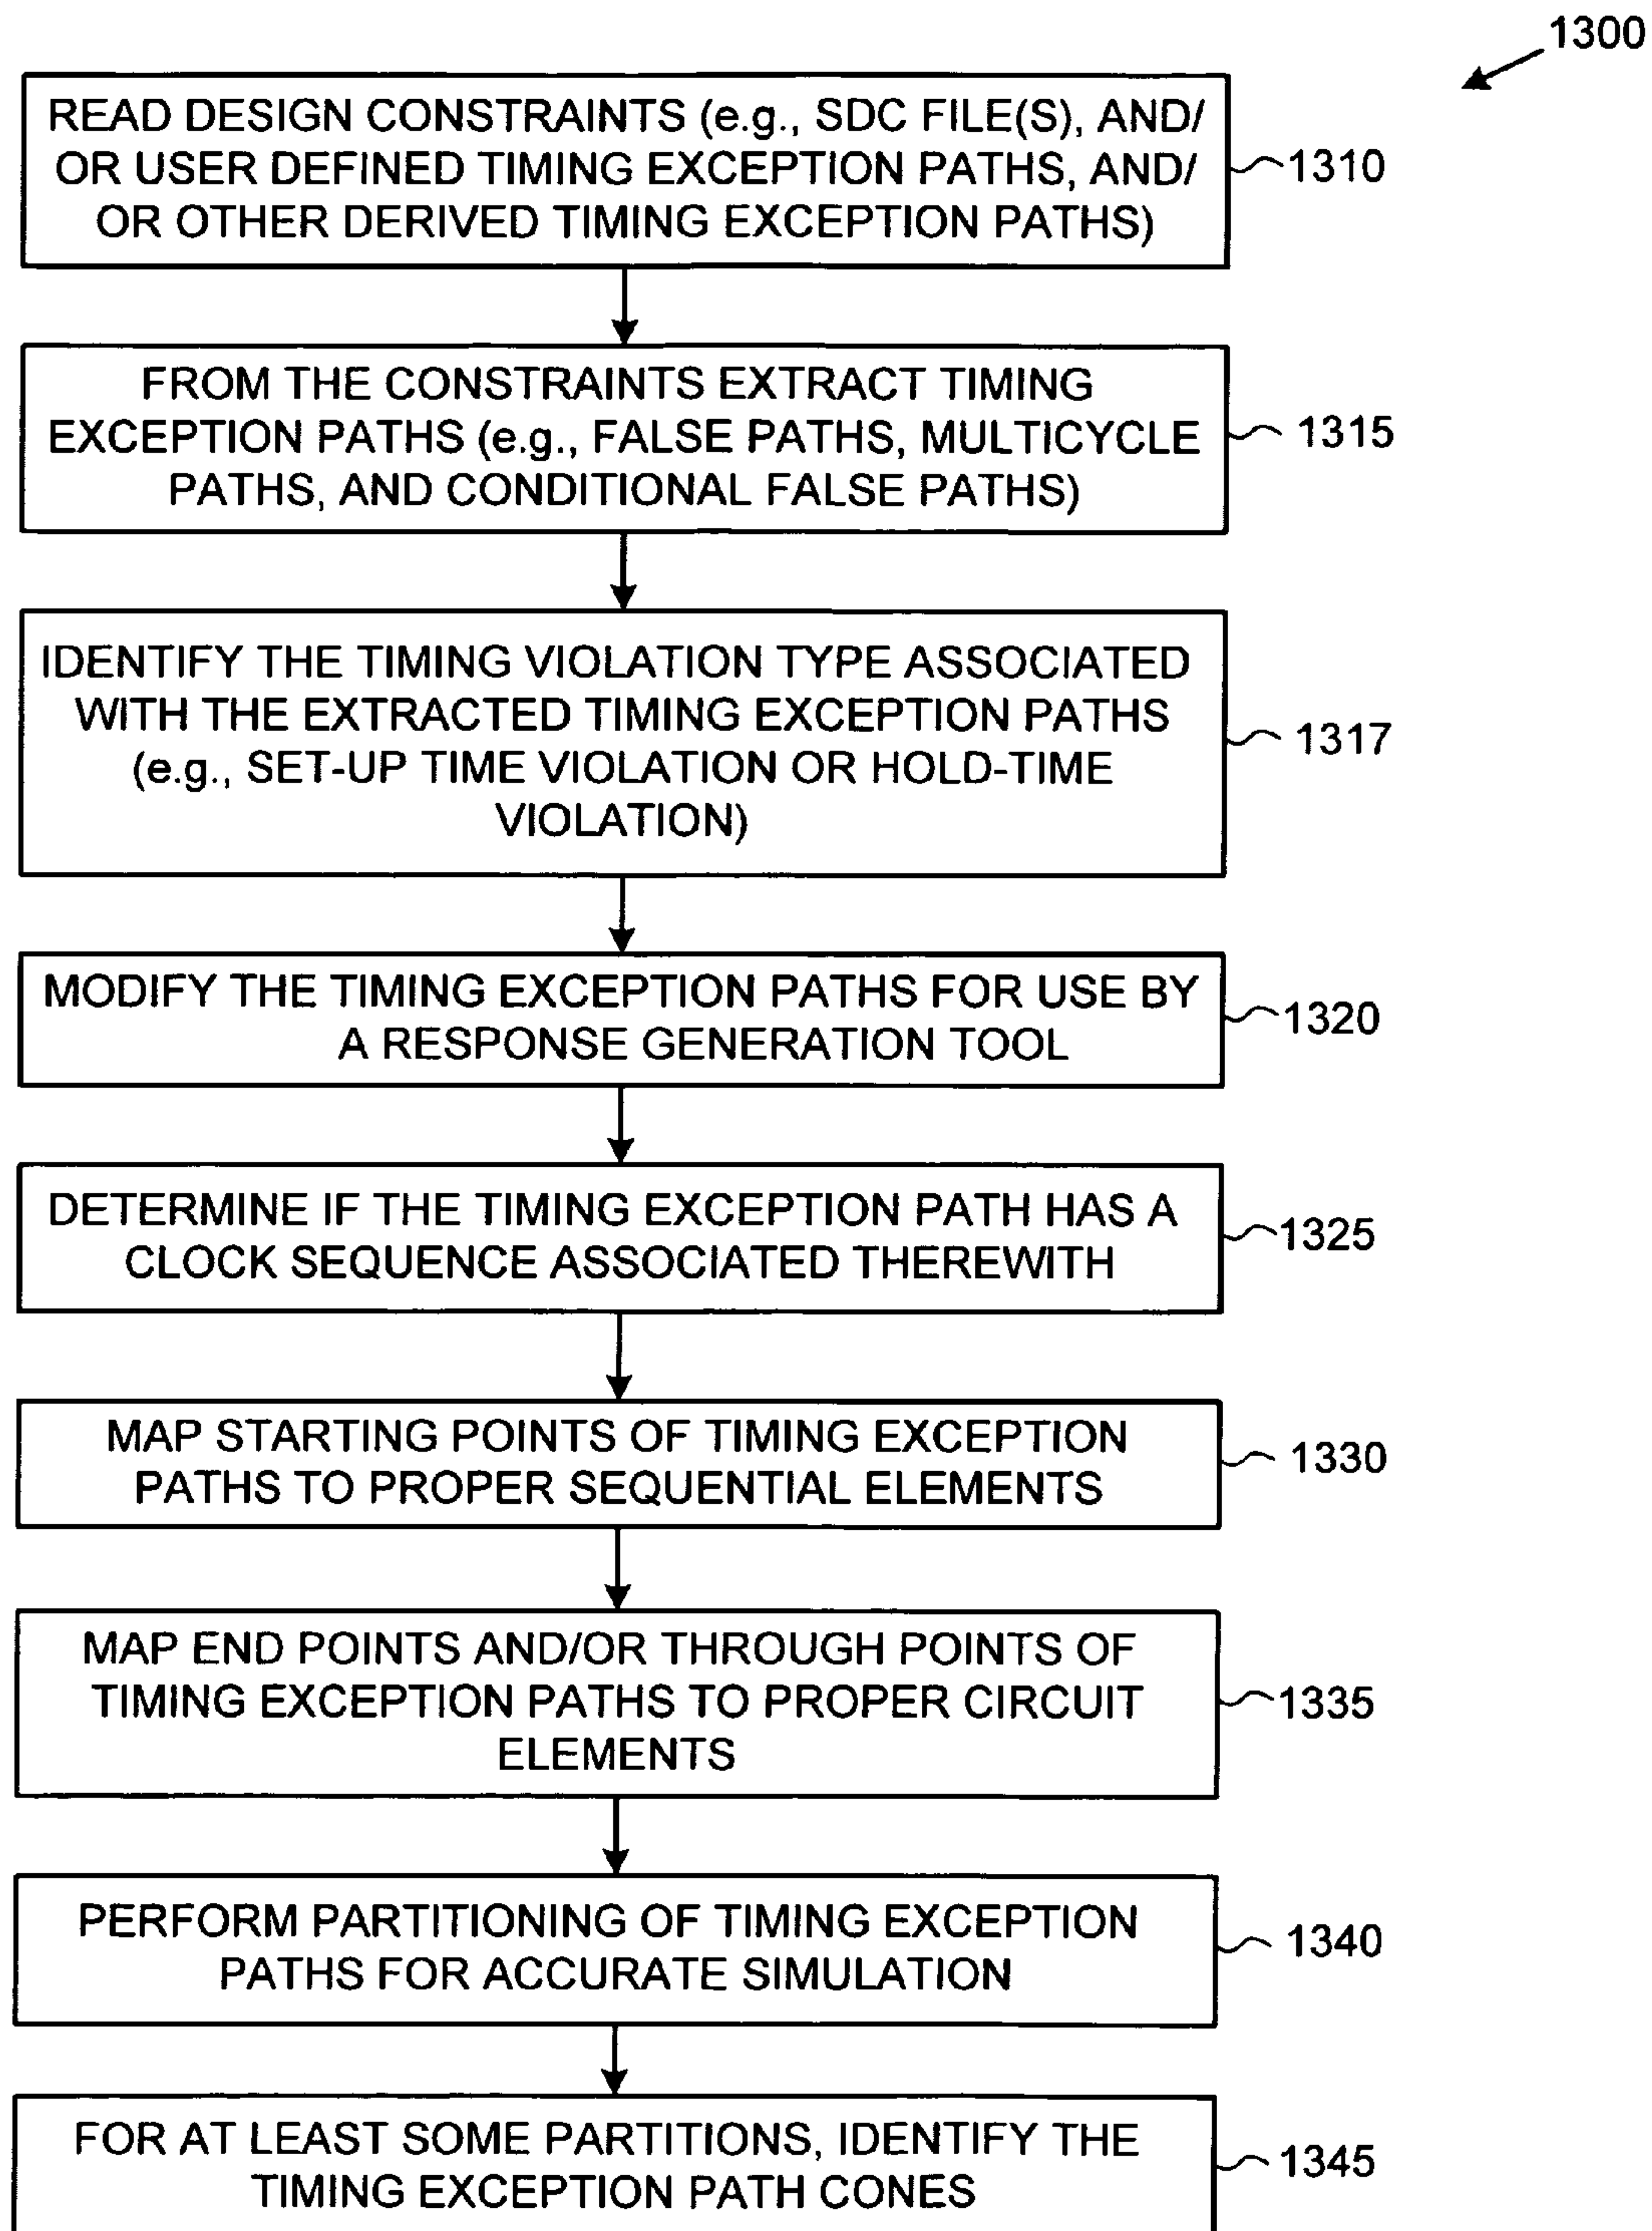 1300
READ DESIGN CONSTRAINTS (e.g., SDC FILE(S), AND/
OR USER DEFINED TIMING EXCEPTION PATHS, AND/
OR OTHER DERIVED TIMING EXCEPTION PATHS)
1310
FROM THE CONSTRAINTS EXTRACT TIMING
EXCEPTION PATHS (e.g., FALSE PATHS, MULTICYCLE
PATHS, AND CONDITIONAL FALSE PATHS)
1315
IDENTIFY THE TIMING VIOLATION TYPE ASSOCIATED
WITH THE EXTRACTED TIMING EXCEPTION PATHS
(e.g., SET-UP TIME VIOLATION OR HOLD-TIME
VIOLATION)
1317
MODIFY THE TIMING EXCEPTION PATHS FOR USE BY
A RESPONSE GENERATION TOOL
1320
DETERMINE IF THE TIMING EXCEPTION PATH HAS A
CLOCK SEQUENCE ASSOCIATED THEREWITH
1325
MAP STARTING POINTS OF TIMING EXCEPTION
PATHS TO PROPER SEQUENTIAL ELEMENTS
1330
MAP END POINTS AND/OR THROUGH POINTS OF
TIMING EXCEPTION PATHS TO PROPER CIRCUIT
ELEMENTS
1335
PERFORM PARTITIONING OF TIMING EXCEPTION
PATHS FOR ACCURATE SIMULATION
1340
FOR AT LEAST SOME PARTITIONS, IDENTIFY THE
TIMING EXCEPTION PATH CONES
1345